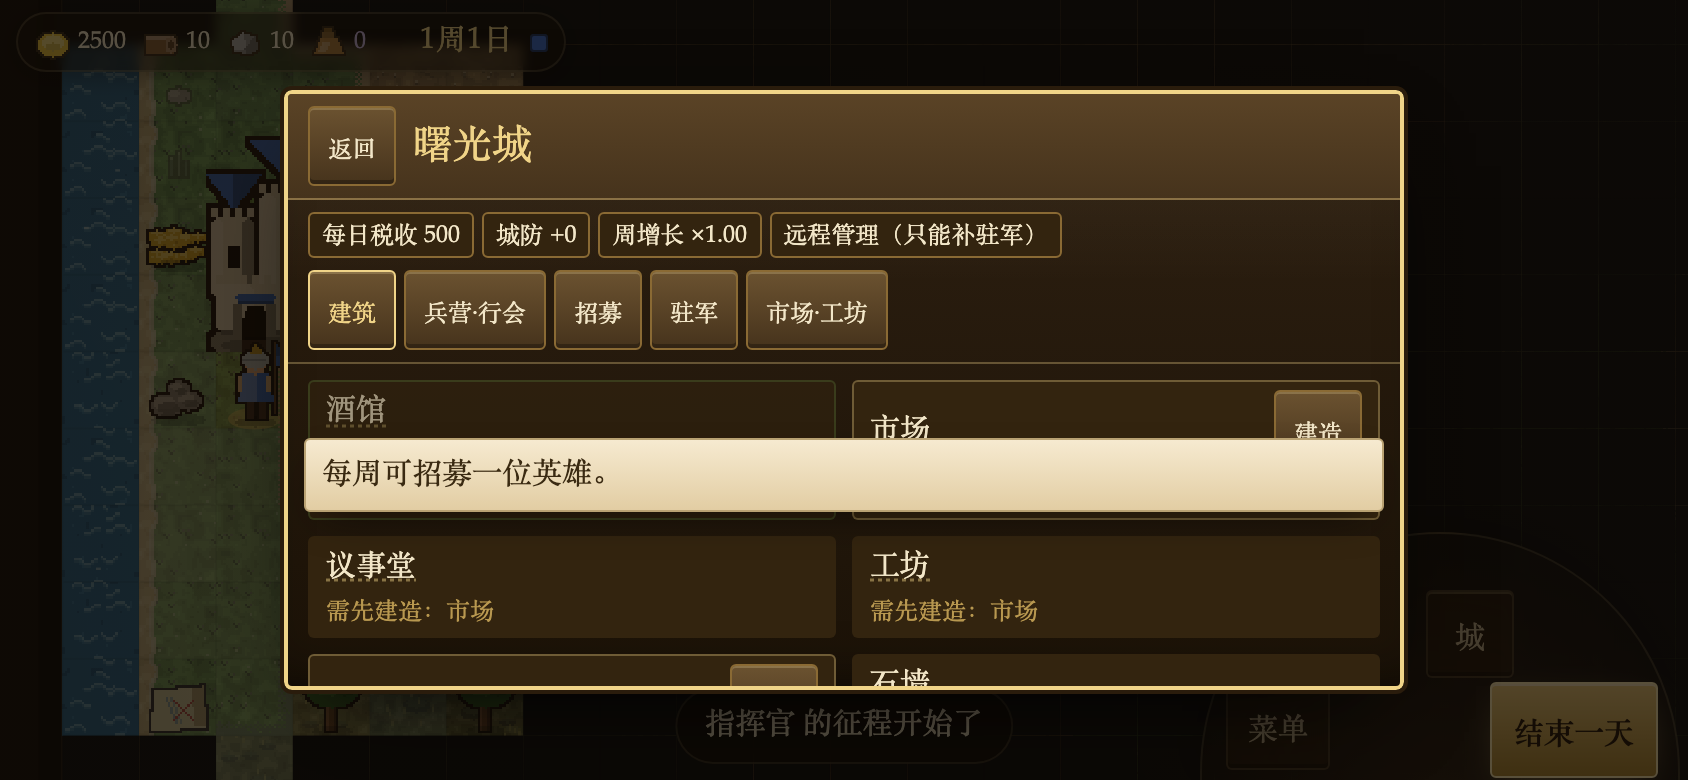 2500 10 10 0 1周1日
返回 曙光城
每日税收 500 城防 +0 周增长 ×1.00 远程管理（只能补驻军）
建筑 兵营·行会 招募 驻军 市场·工坊
酒馆 市场 建造
每周可招募一位英雄。
议事堂 工坊
需先建造：市场 需先建造：市场
石墙
城
指挥官 的征程开始了 菜单 结束一天